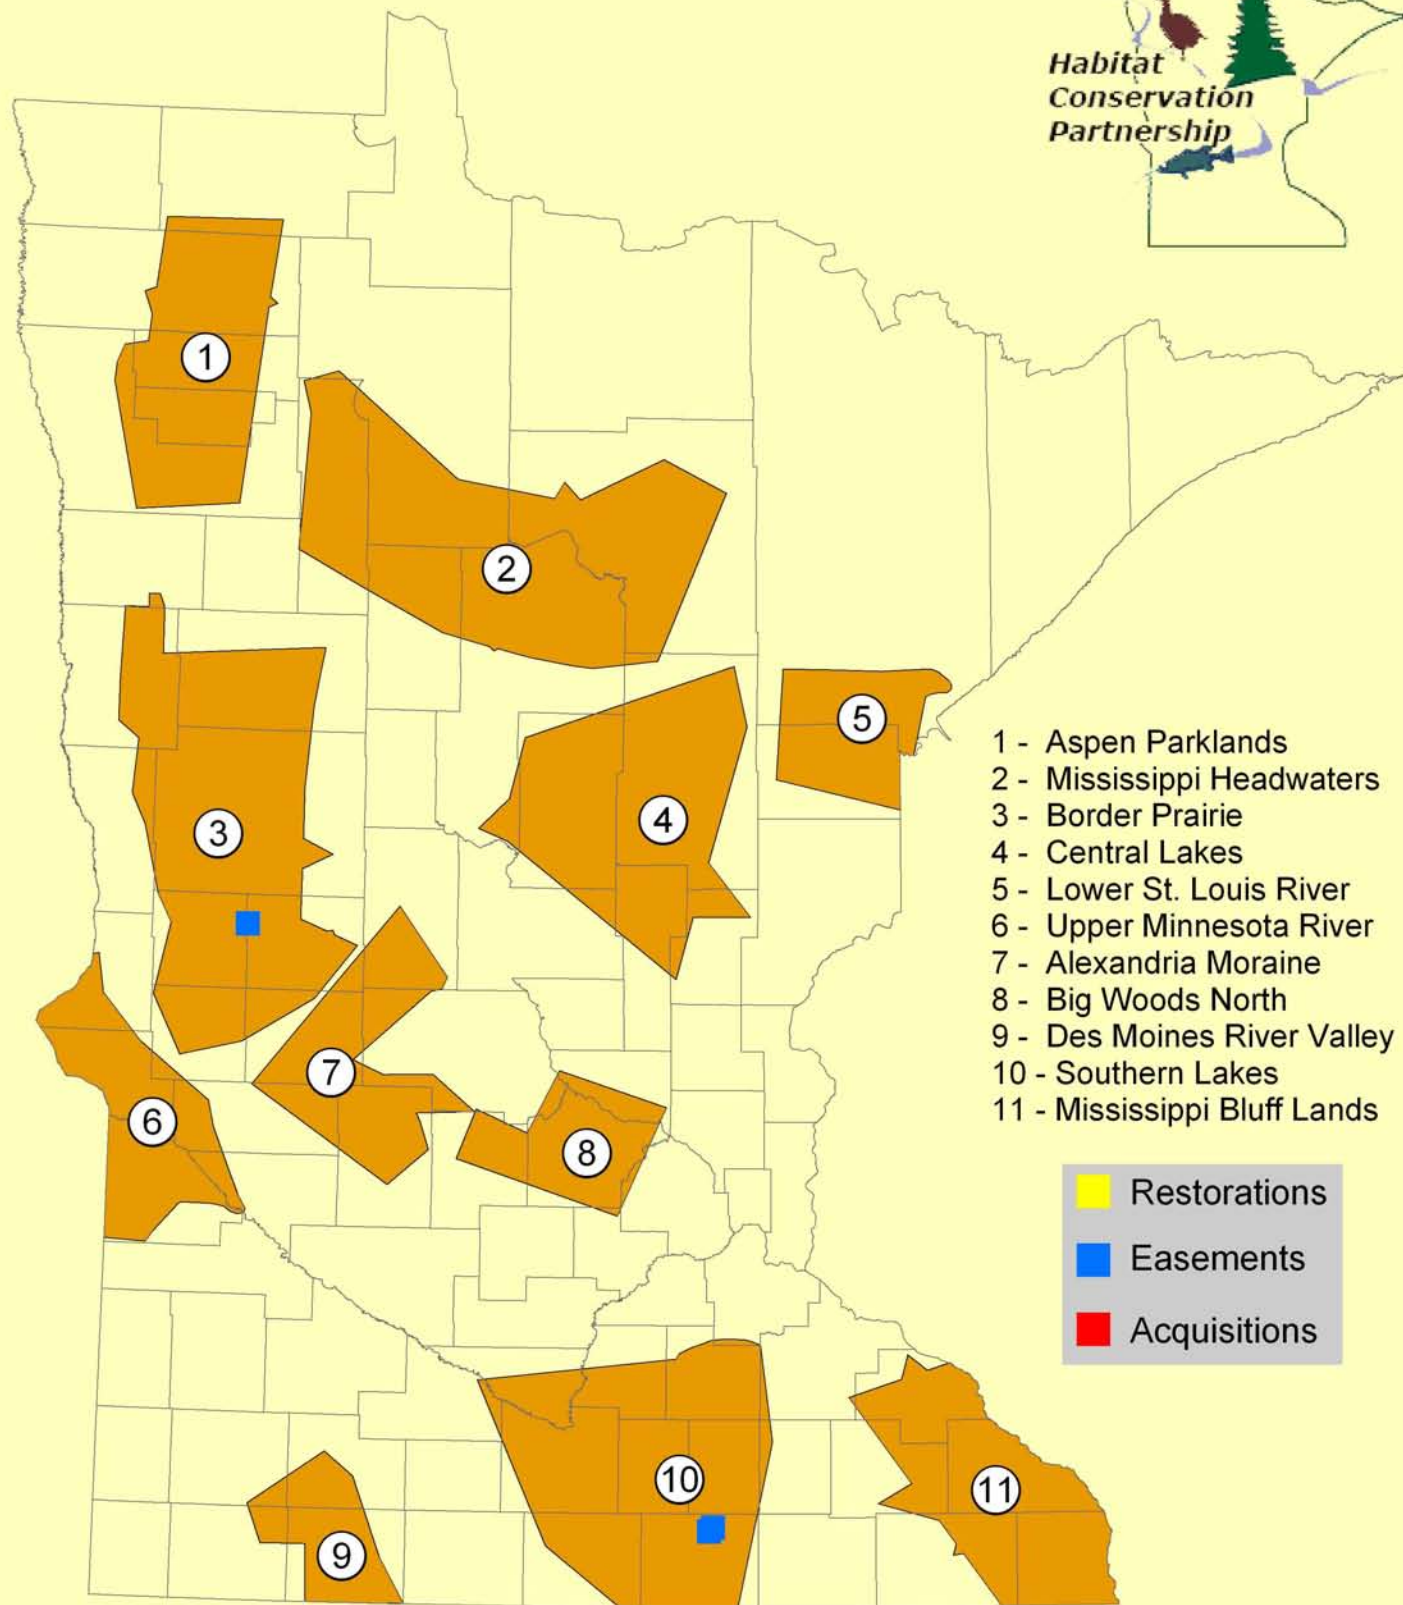 Habitat
Conservation
Partnership
1
2
3
4
5
6
7
8
9
10
11
1 - Aspen Parklands
2 - Mississippi Headwaters
3 - Border Prairie
4 - Central Lakes
5 - Lower St. Louis River
6 - Upper Minnesota River
7 - Alexandria Moraine
8 - Big Woods North
9 - Des Moines River Valley
10 - Southern Lakes
11 - Mississippi Bluff Lands
Restorations
Easements
Acquisitions